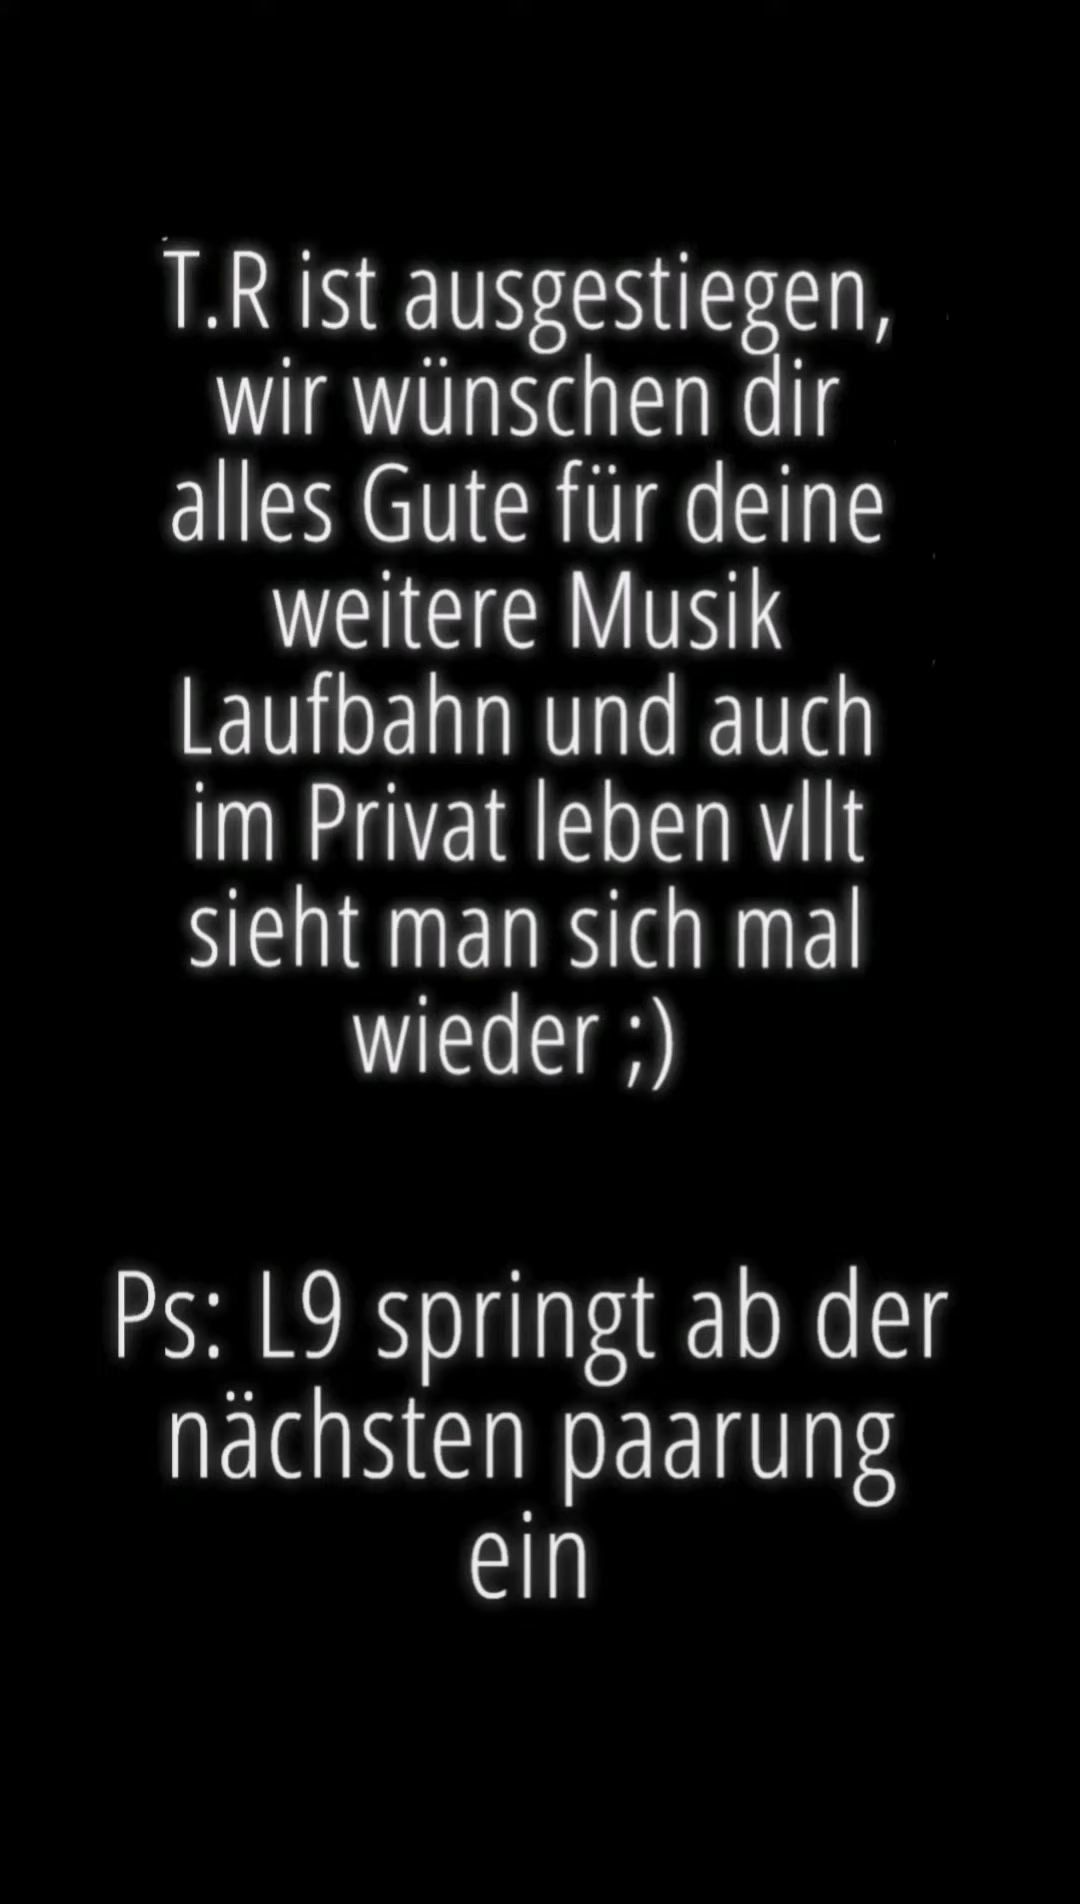 T.R ist ausgestiegen,
wir wünschen dir
alles Gute für deine
weitere Musik
Laufbahn und auch
im Privat leben vllt
sieht man sich mal
wieder ;)
Ps: L9 springt ab der
nächsten paarung
ein